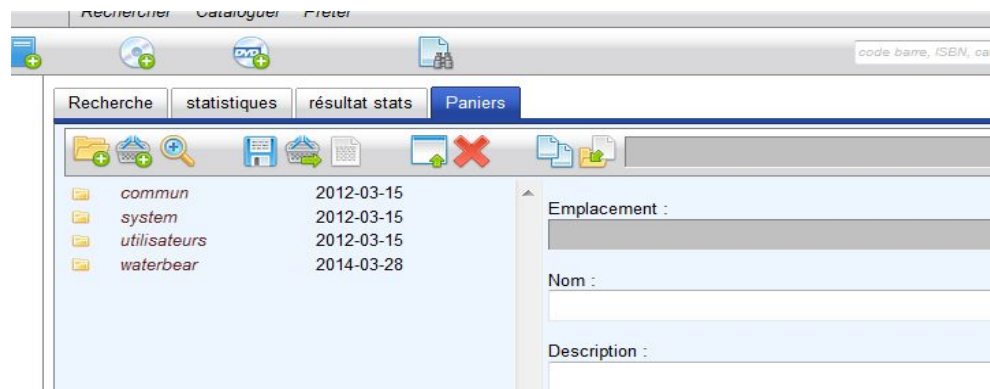 Rechercher Cataloguer Prêter
DVD
code barre, ISBN, ca
Recherche statistiques résultat stats Paniers
commun 2012-03-15
system 2012-03-15
utilisateurs 2012-03-15
waterbear 2014-03-28
Emplacement :
Nom :
Description :